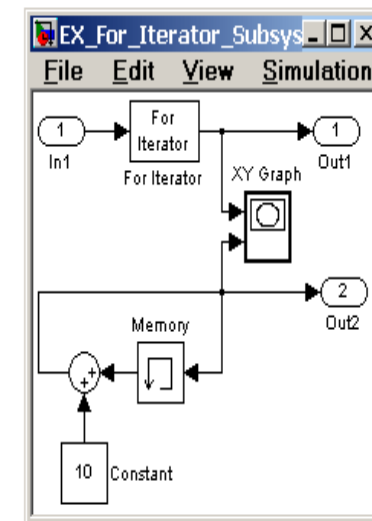 EX_For_Iterator_Subsys
File Edit View Simulation
1
In1
For
Iterator
For Iterator
1
Out1
XY Graph
2
Out2
Memory
+
+
10
Constant